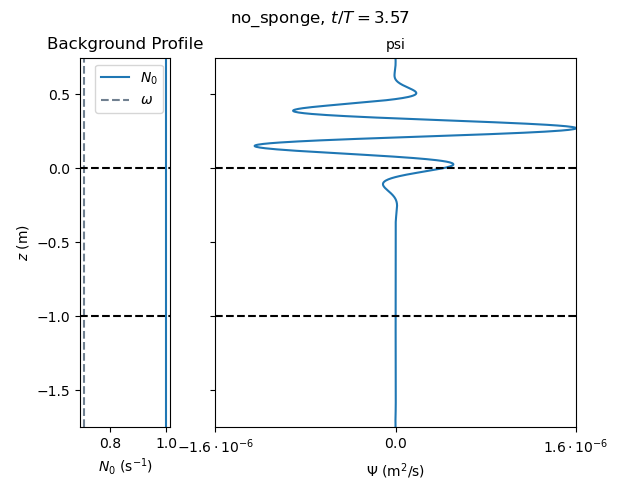 no_sponge, t/T = 3.57
Background Profile
psi
N₀
ω
0.5
0.0
−0.5
−1.0
−1.5
z (m)
0.8 1.0
N₀ (s⁻¹)
−1.6 · 10⁻⁶ 0.0 1.6 · 10⁻⁶
Ψ (m²/s)